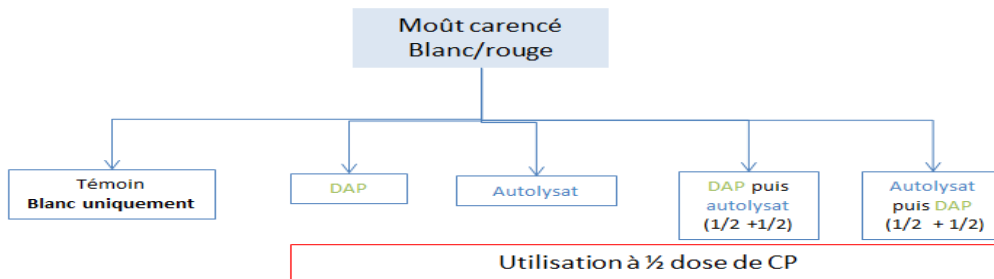 Moût carencé
Blanc/rouge
Témoin
Blanc uniquement
DAP
Autolysat
DAP puis
autolysat
(1/2 +1/2)
Autolysat
puis DAP
(1/2 + 1/2)
Utilisation à ½ dose de CP